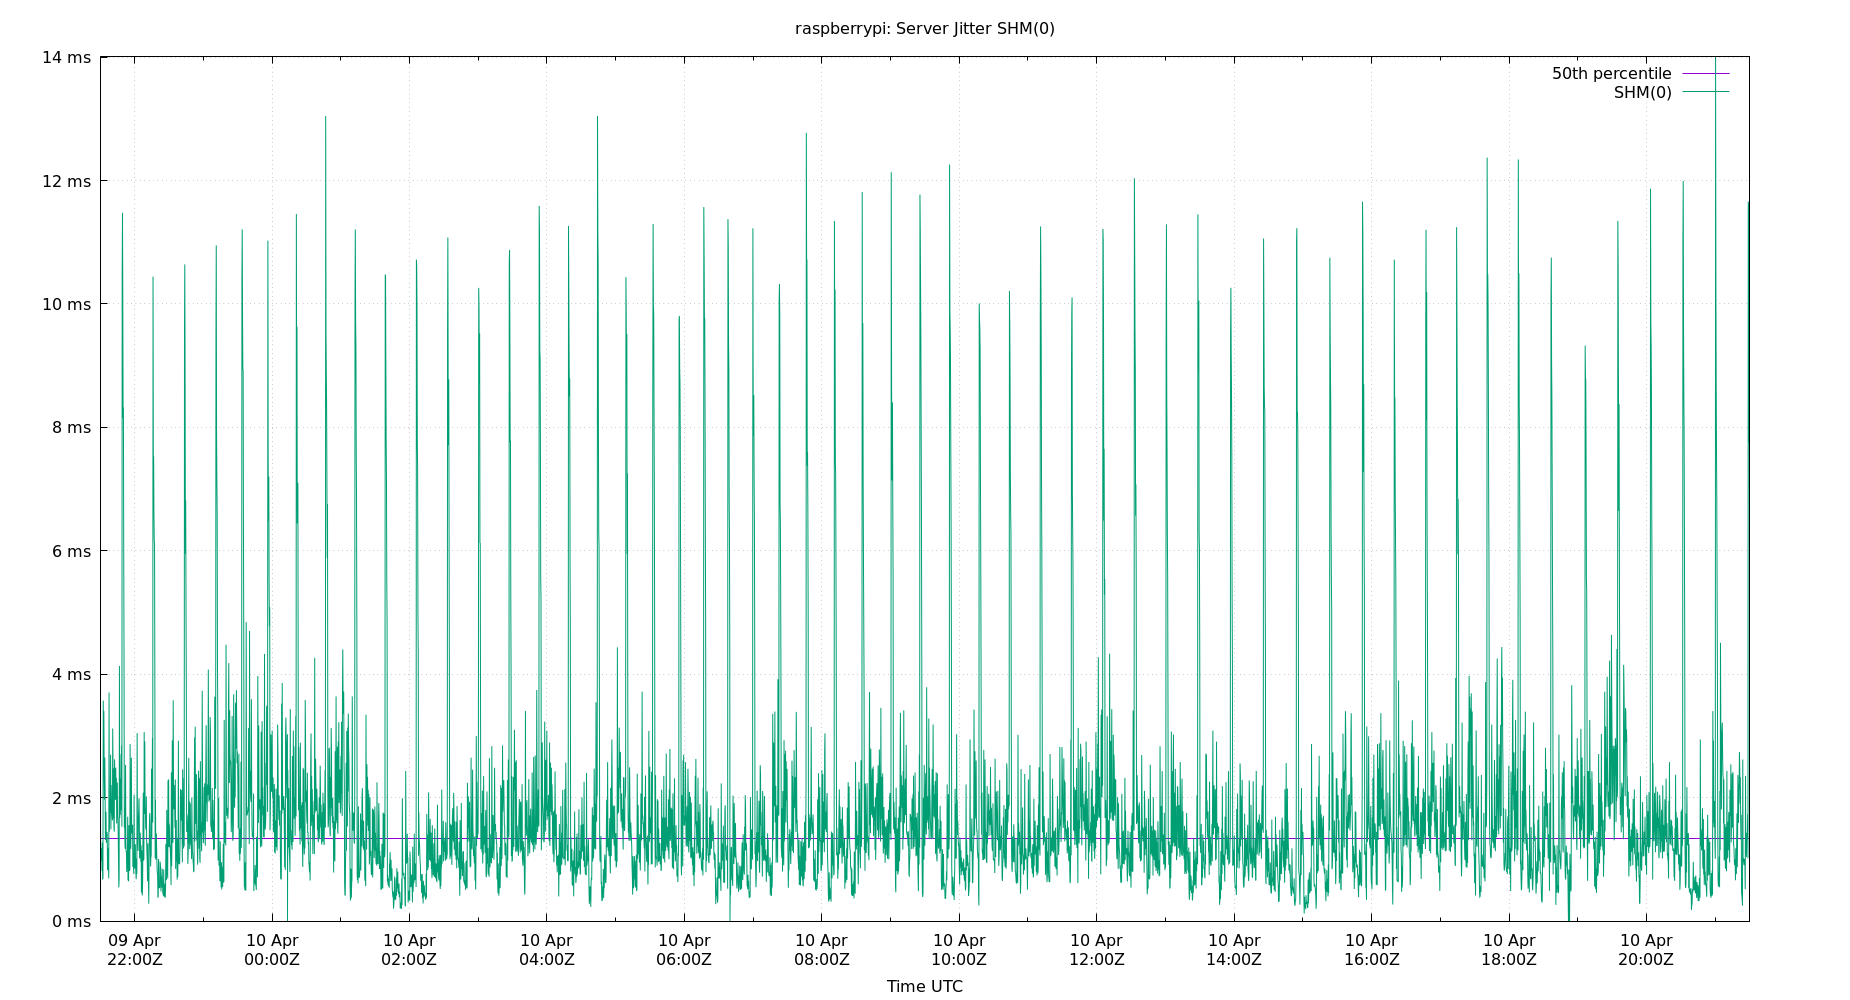 raspberrypi: Server Jitter SHM(0)
50th percentile
SHM(0)
14 ms
12 ms
10 ms
8 ms
6 ms
4 ms
2 ms
0 ms
09 Apr 10 Apr 10 Apr 10 Apr 10 Apr 10 Apr 10 Apr 10 Apr 10 Apr 10 Apr 10 Apr 10 Apr
22:00Z 00:00Z 02:00Z 04:00Z 06:00Z 08:00Z 10:00Z 12:00Z 14:00Z 16:00Z 18:00Z 20:00Z
Time UTC